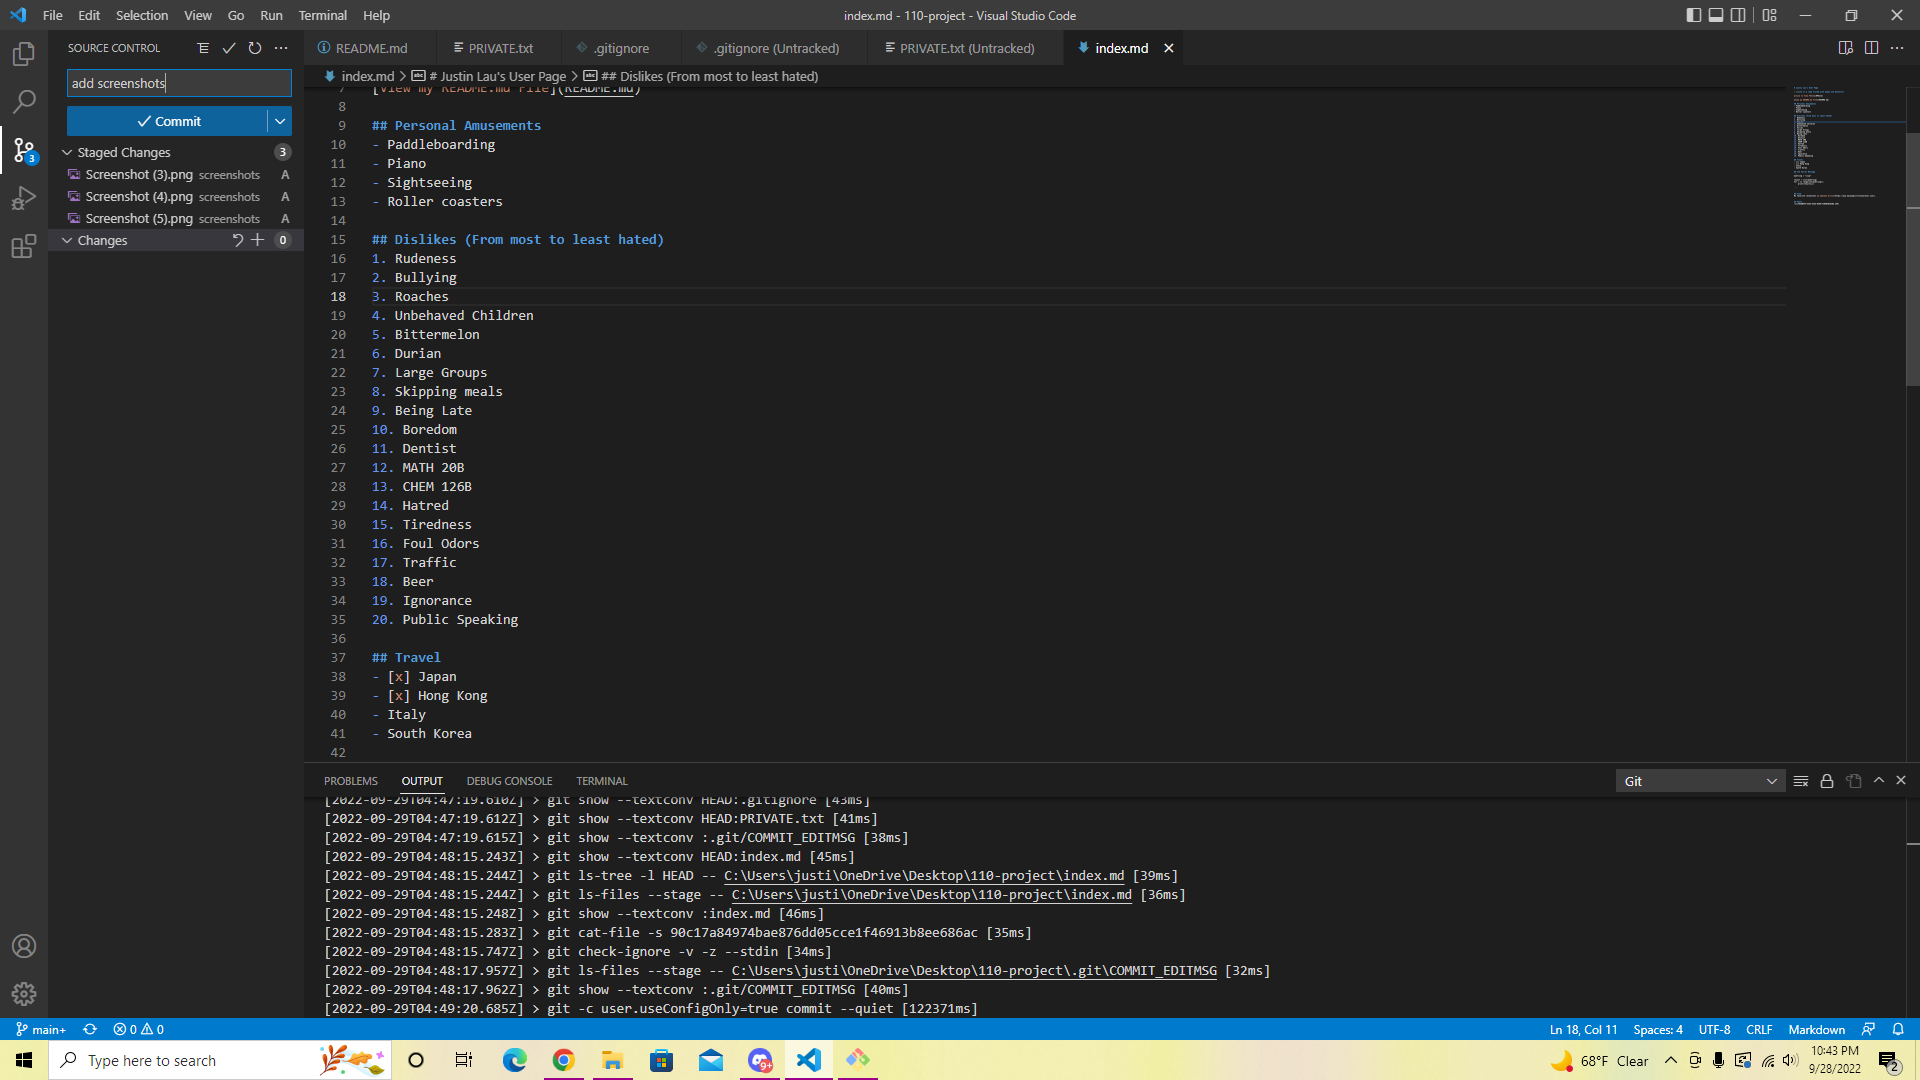 File Edit Selection View Go Run Terminal Help
index.md - 110-project - Visual Studio Code
SOURCE CONTROL
README.md
PRIVATE.txt
.gitignore
.gitignore (Untracked)
PRIVATE.txt (Untracked)
index.md
index.md > # Justin Lau's User Page > ## Dislikes (From most to least hated)
add screenshots
Commit
Staged Changes 3
Screenshot (3).png screenshots A
Screenshot (4).png screenshots A
Screenshot (5).png screenshots A
Changes 0
3
7 [View my README.md File](README.md)
8
9 ## Personal Amusements
10 - Paddleboarding
11 - Piano
12 - Sightseeing
13 - Roller coasters
14
15 ## Dislikes (From most to least hated)
16 1. Rudeness
17 2. Bullying
18 3. Roaches
19 4. Unbehaved Children
20 5. Bittermelon
21 6. Durian
22 7. Large Groups
23 8. Skipping meals
24 9. Being Late
25 10. Boredom
26 11. Dentist
27 12. MATH 20B
28 13. CHEM 126B
29 14. Hatred
30 15. Tiredness
31 16. Foul Odors
32 17. Traffic
33 18. Beer
34 19. Ignorance
35 20. Public Speaking
36
37 ## Travel
38 - [x] Japan
39 - [x] Hong Kong
40 - Italy
41 - South Korea
42
PROBLEMS OUTPUT DEBUG CONSOLE TERMINAL
Git
[2022-09-29T04:47:19.610Z] > git show --textconv HEAD:.gitignore [43ms]
[2022-09-29T04:47:19.612Z] > git show --textconv HEAD:PRIVATE.txt [41ms]
[2022-09-29T04:47:19.615Z] > git show --textconv :.git/COMMIT_EDITMSG [38ms]
[2022-09-29T04:48:15.243Z] > git show --textconv HEAD:index.md [45ms]
[2022-09-29T04:48:15.244Z] > git ls-tree -l HEAD -- C:\Users\justi\OneDrive\Desktop\110-project\index.md [39ms]
[2022-09-29T04:48:15.244Z] > git ls-files --stage -- C:\Users\justi\OneDrive\Desktop\110-project\index.md [36ms]
[2022-09-29T04:48:15.248Z] > git show --textconv :index.md [46ms]
[2022-09-29T04:48:15.283Z] > git cat-file -s 90c17a84974bae876dd05cce1f46913b8ee686ac [35ms]
[2022-09-29T04:48:15.747Z] > git check-ignore -v -z --stdin [34ms]
[2022-09-29T04:48:17.957Z] > git ls-files --stage -- C:\Users\justi\OneDrive\Desktop\110-project\.git\COMMIT_EDITMSG [32ms]
[2022-09-29T04:48:17.962Z] > git show --textconv :.git/COMMIT_EDITMSG [40ms]
[2022-09-29T04:49:20.685Z] > git -c user.useConfigOnly=true commit --quiet [122371ms]
main+ 0 0
Ln 18, Col 11 Spaces: 4 UTF-8 CRLF Markdown
Type here to search
9+
68°F Clear
10:43 PM
9/28/2022
2